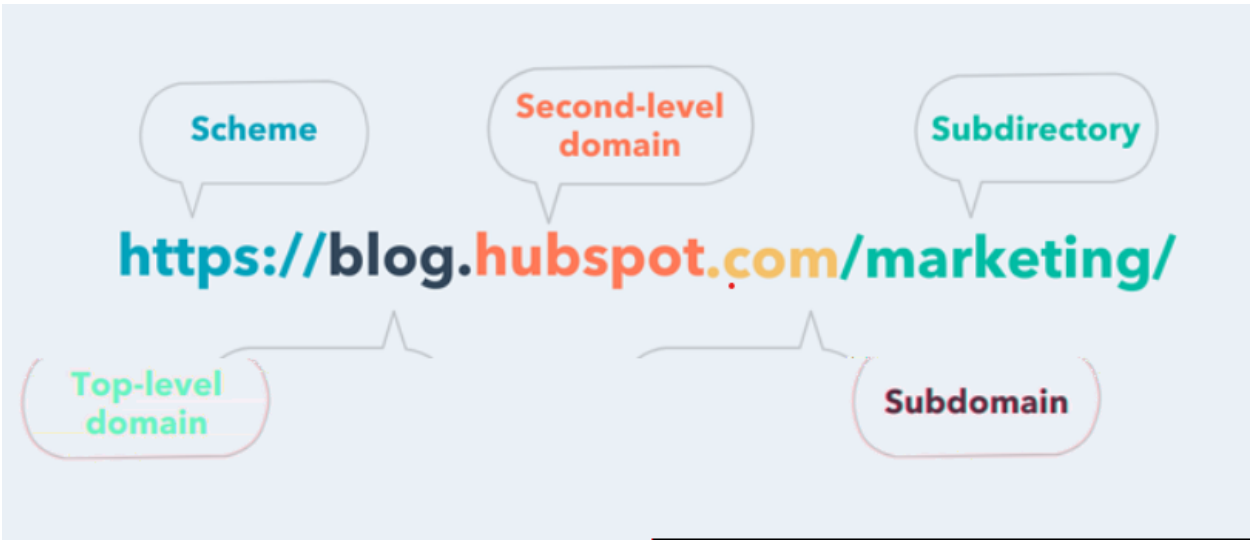 Scheme
Second-level
domain
Subdirectory
https://blog.hubspot.com/marketing/
Top-level
domain
Subdomain